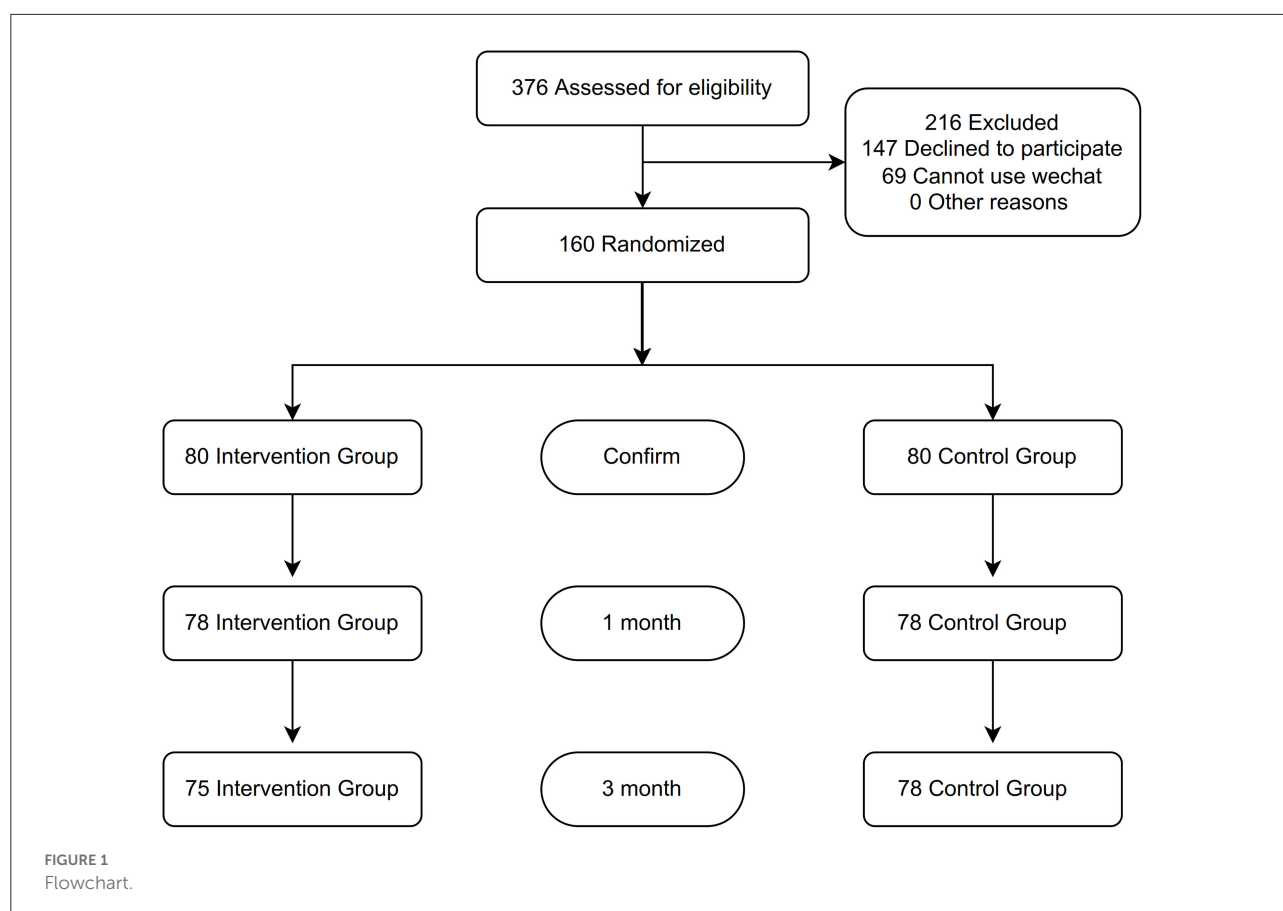 376 Assessed for eligibility
216 Excluded
147 Declined to participate
69 Cannot use wechat
0 Other reasons
160 Randomized
80 Intervention Group
Confirm
80 Control Group
78 Intervention Group
1 month
78 Control Group
75 Intervention Group
3 month
78 Control Group
FIGURE 1
Flowchart.